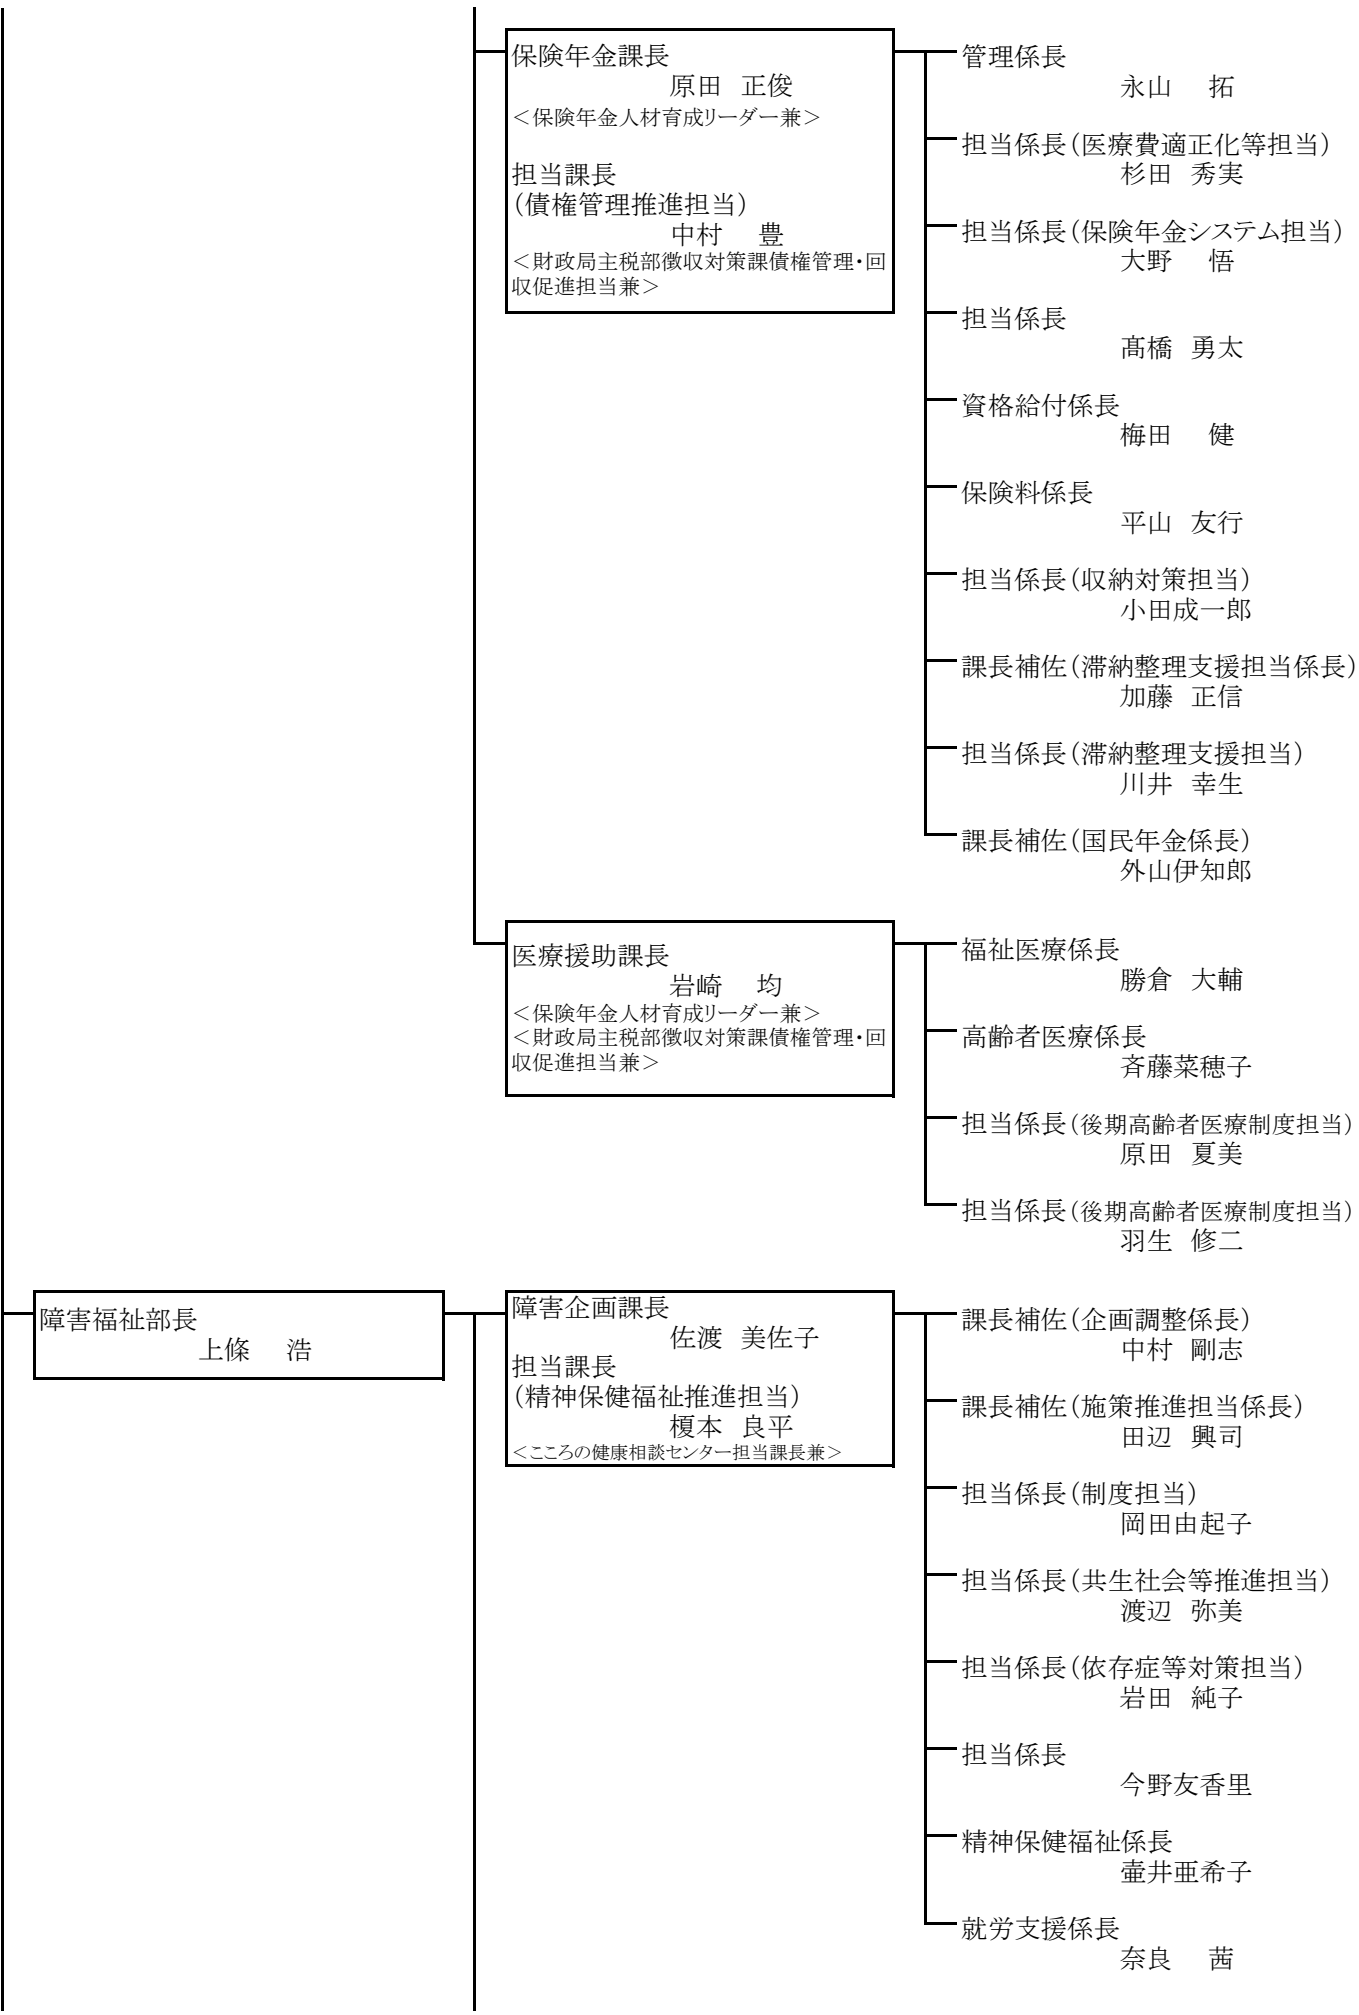 保険年金課長
原田　正俊
＜保険年金人材育成リーダー兼＞
担当課長
（債権管理推進担当）
中村　豊
＜財政局主税部徴収対策課債権管理・回
収促進担当兼＞
管理係長
永山　拓
担当係長（医療費適正化等担当）
杉田　秀実
担当係長（保険年金システム担当）
大野　悟
担当係長
髙橋　勇太
資格給付係長
梅田　健
保険料係長
平山　友行
担当係長（収納対策担当）
小田成一郎
課長補佐（滞納整理支援担当係長）
加藤　正信
担当係長（滞納整理支援担当）
川井　幸生
課長補佐（国民年金係長）
外山伊知郎
医療援助課長
岩崎　均
＜保険年金人材育成リーダー兼＞
＜財政局主税部徴収対策課債権管理・回
収促進担当兼＞
福祉医療係長
勝倉　大輔
高齢者医療係長
斉藤菜穂子
担当係長（後期高齢者医療制度担当）
原田　夏美
担当係長（後期高齢者医療制度担当）
羽生　修二
障害福祉部長
上條　浩
障害企画課長
佐渡　美佐子
担当課長
（精神保健福祉推進担当）
榎本　良平
＜こころの健康相談センター担当課長兼＞
課長補佐（企画調整係長）
中村　剛志
課長補佐（施策推進担当係長）
田辺　興司
担当係長（制度担当）
岡田由起子
担当係長（共生社会等推進担当）
渡辺　弥美
担当係長（依存症等対策担当）
岩田　純子
担当係長
今野友香里
精神保健福祉係長
壷井亜希子
就労支援係長
奈良　茜